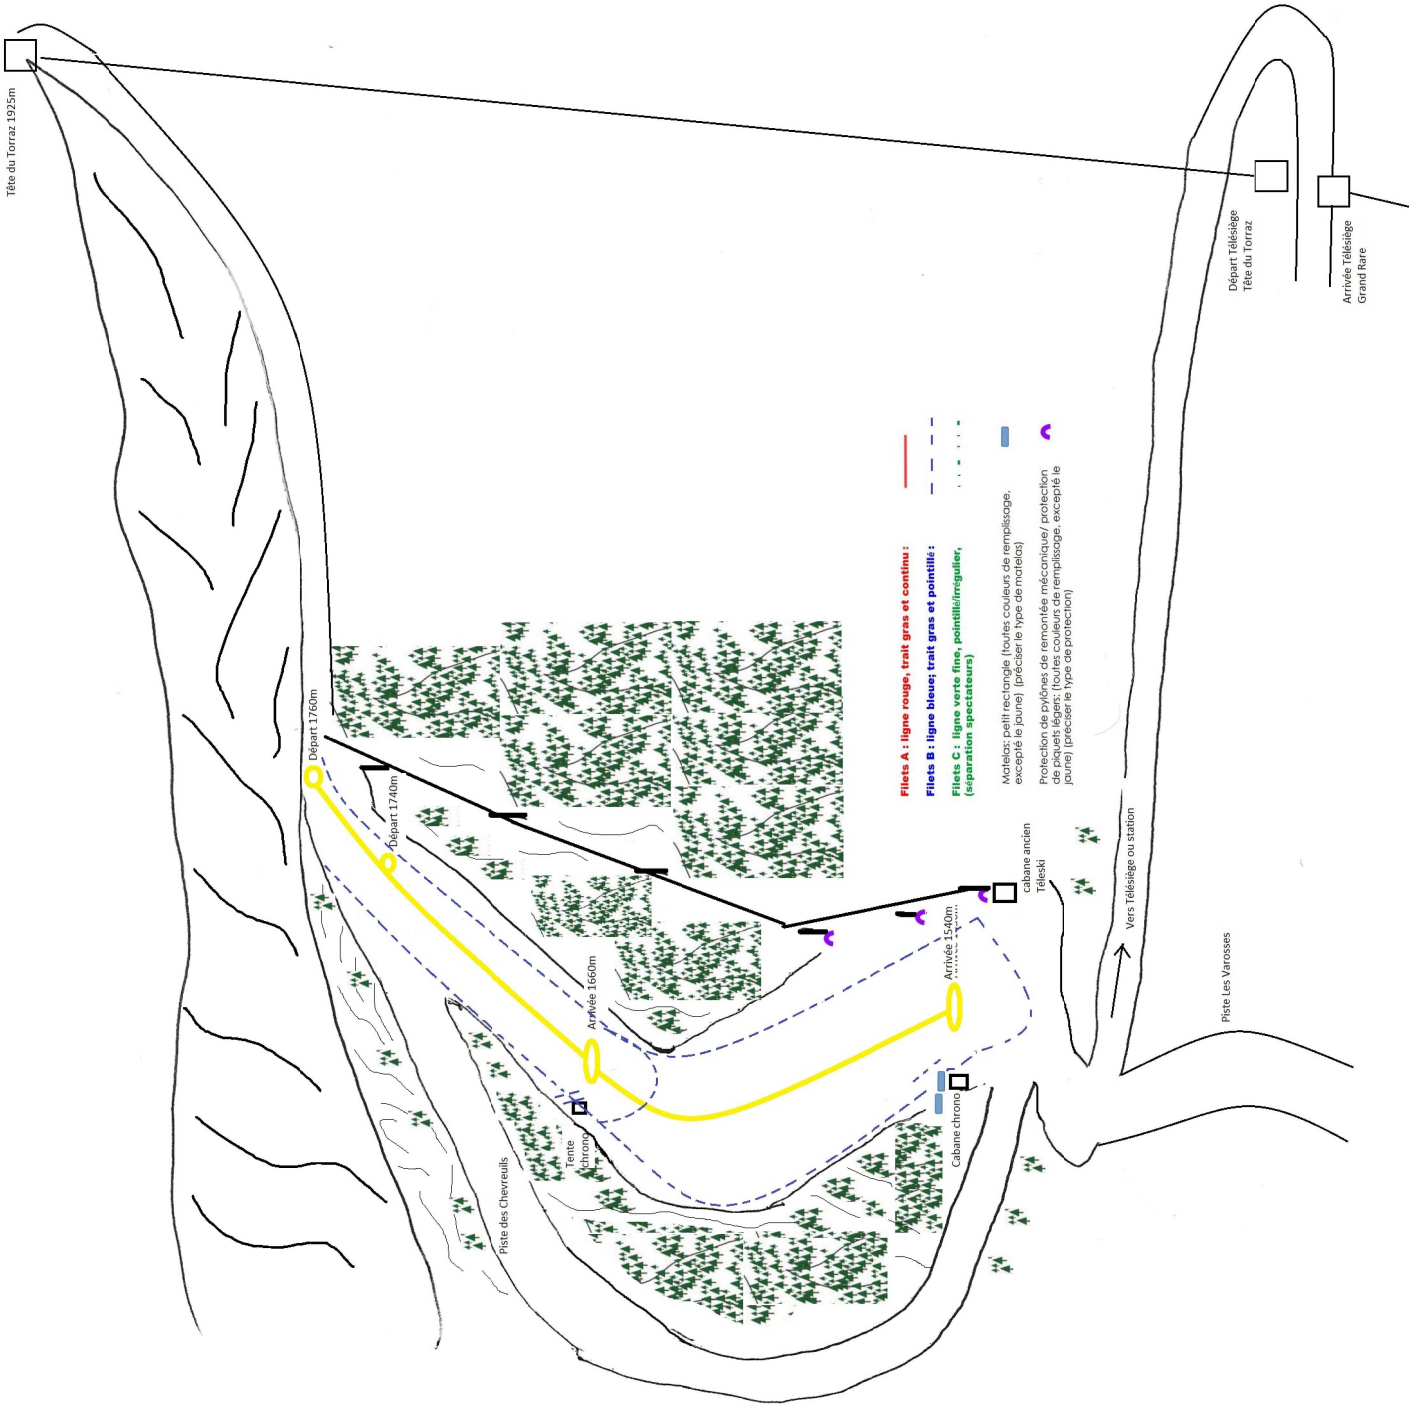 Tête du Torraz 1925m
Départ Télésiège
Tête du Torraz
Arrivée Télésiège
Grand Rare
Départ 1760m
Départ 1740m
Arrivée 1660m
Arrivée 1540m
Filets A : ligne rouge, trait gras et continu :
Filets B : ligne bleue; trait gras et pointillé :
Filets C : ligne verte fine, pointillé/irrégulier,
(séparation spectateurs)
Matelas: petit rectangle (toutes couleurs de remplissage,
excepté le jaune) (préciser le type de matelas)
Protection de pylônes de remontée mécanique/ protection
de piquets légers: (toutes couleurs de remplissage, excepté le
jaune) (préciser le type de protection)
cabane ancien
Téleski
Vers Télésiège ou station
Piste Les Varosses
Cabane chrono
Tente
chrono
Piste des Chevreuils